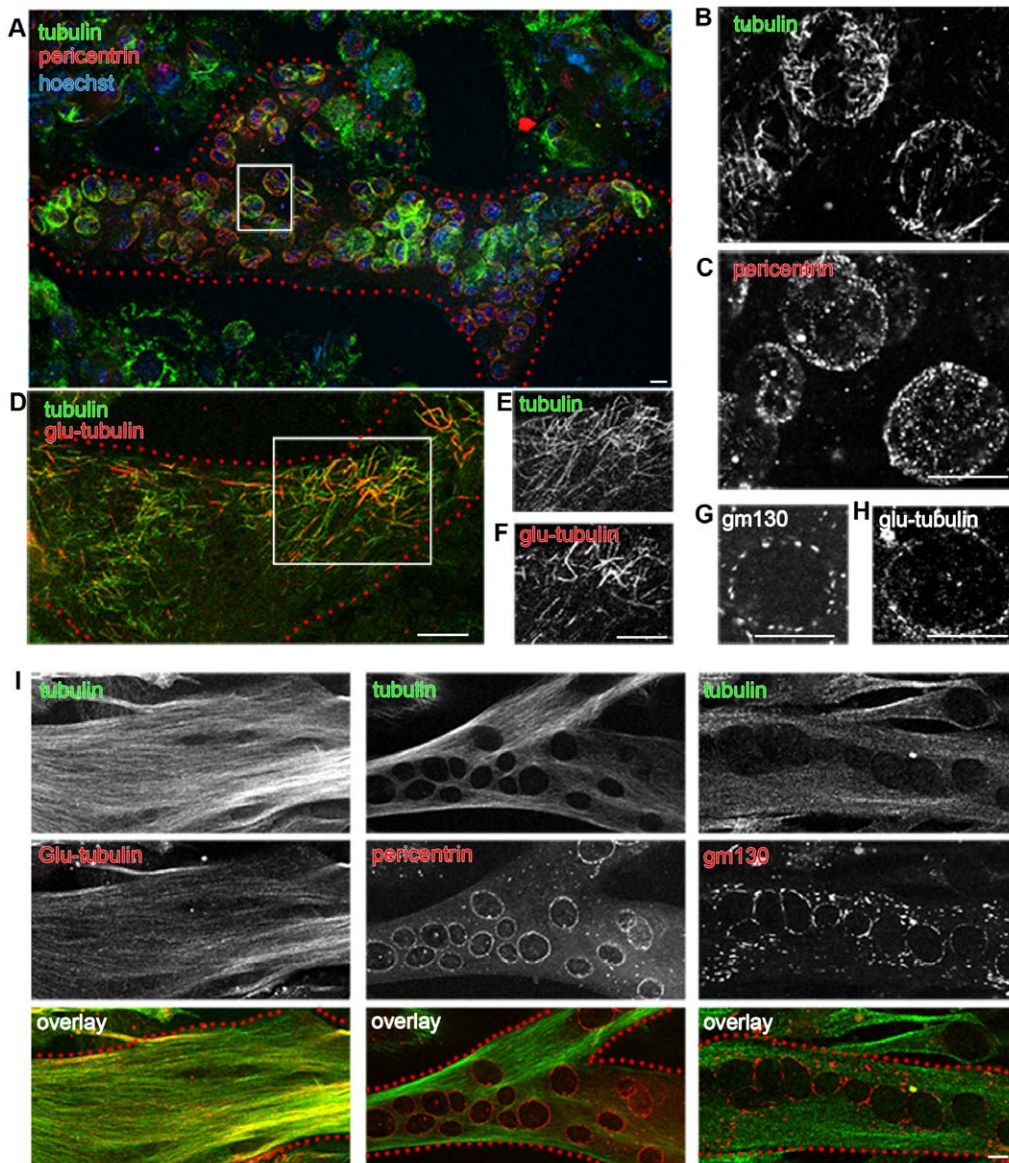 A
tubulin
pericentrin
hoechst
B
tubulin
C
pericentrin
D
tubulin
glu-tubulin
E
tubulin
F
glu-tubulin
G
gm130
H
glu-tubulin
I
tubulin
tubulin
tubulin
Glu-tubulin
pericentrin
gm130
overlay
overlay
overlay